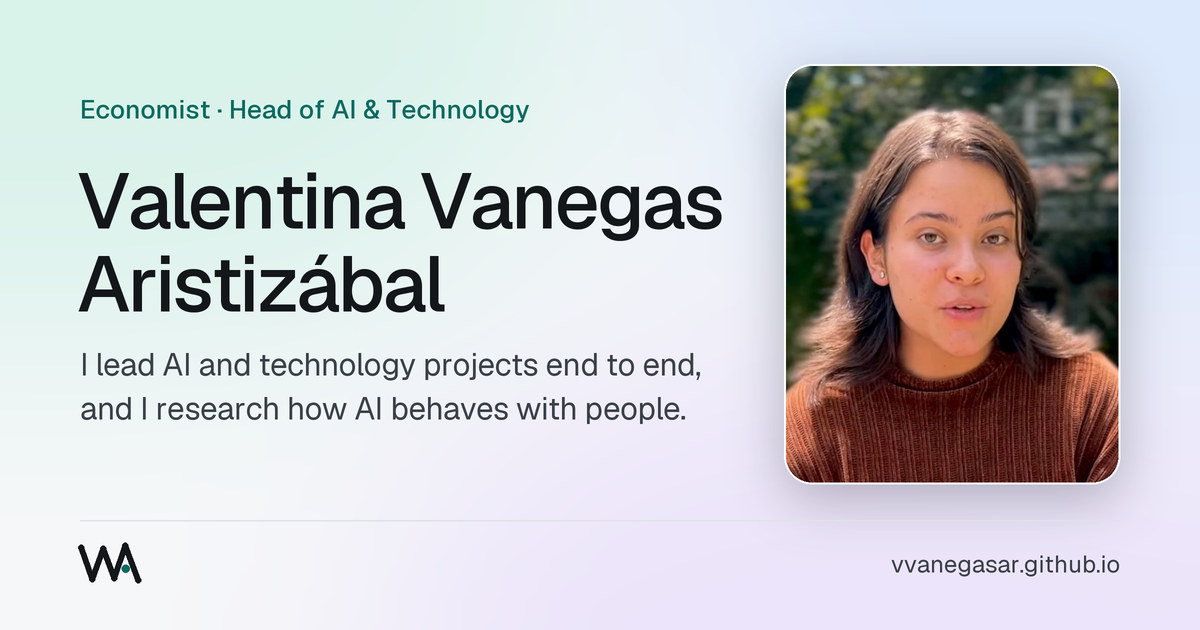 Economist · Head of AI & Technology
Valentina Vanegas
Aristizábal
I lead AI and technology projects end to end,
and I research how AI behaves with people.
VVA
vvanegasar.github.io